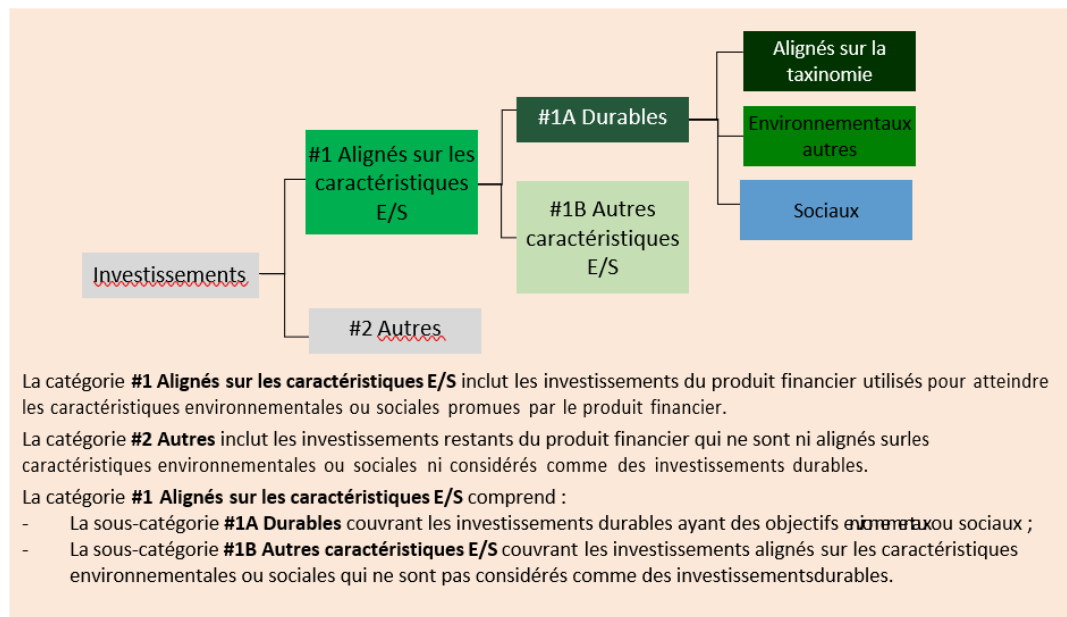 Alignés sur la
taxinomie
#1A Durables
Environnementaux
autres
#1 Alignés sur les
caractéristiques
E/S
#1B Autres
caractéristiques
E/S
Sociaux
Investissements
#2 Autres
La catégorie #1 Alignés sur les caractéristiques E/S inclut les investissements du produit financier utilisés pour atteindre
les caractéristiques environnementales ou sociales promues par le produit financier.
La catégorie #2 Autres inclut les investissements restants du produit financier qui ne sont ni alignés surles
caractéristiques environnementales ou sociales ni considérés comme des investissements durables.
La catégorie #1 Alignés sur les caractéristiques E/S comprend :
- La sous-catégorie #1A Durables couvrant les investissements durables ayant des objectifs ou sociaux ;
- La sous-catégorie #1B Autres caractéristiques E/S couvrant les investissements alignés sur les caractéristiques
environnementales ou sociales qui ne sont pas considérés comme des investissementsdurables.